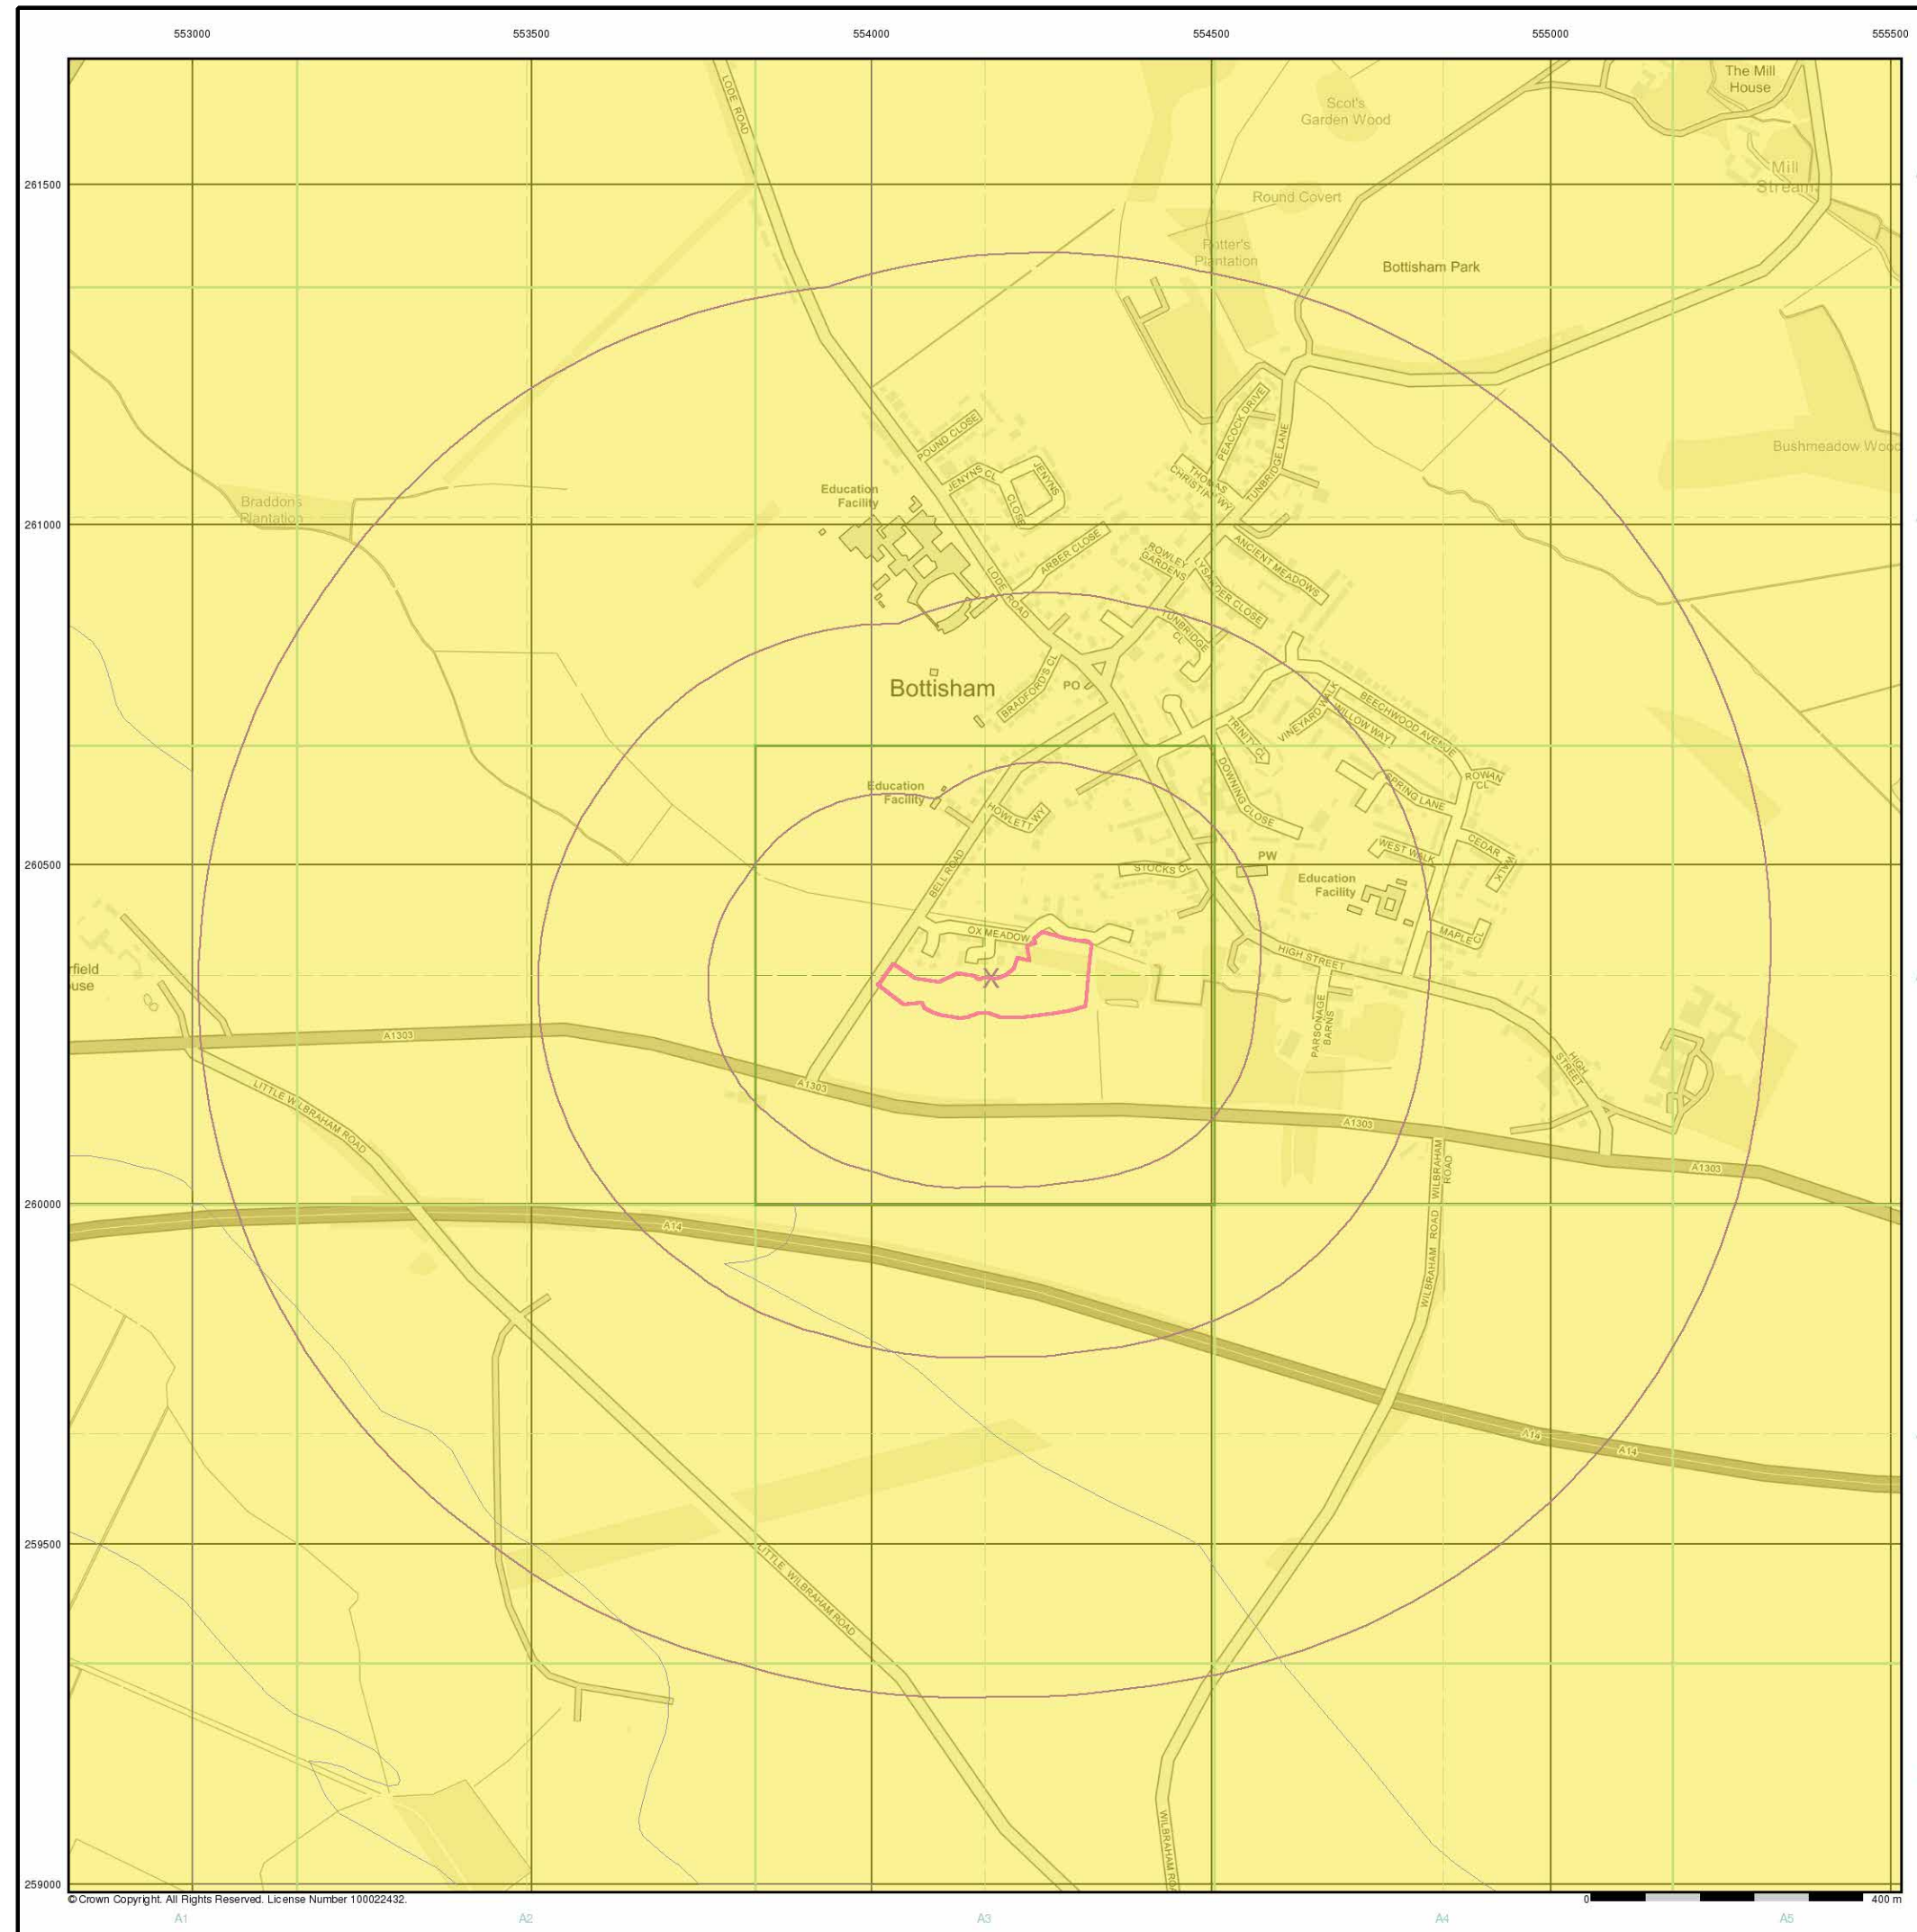 553000
553500
554000
554500
555000
555500
The Mill
House
LODE ROAD
Scot's
Garden Wood
Mill
Stream
261500
Round Covert
Potter's
Plantation
Bottisham Park
PEACOCK DRIVE
POUND CLOSE
TUNBRIDGE LANE
Bushmeadow Wood
JENYNS CL
JENYNS
CLOSE
THOMAS
CHRISTIAN WY
Education
Facility
Braddons
Plantation
261000
ARBER CLOSE
ROWLEY
GARDENS
ANCIENT MEADOWS
LYSANDER CLOSE
LODE ROAD
TUNBRIDGE
CL
Bottisham
BRADFORD'S CL
PO
VINEYARD WALK
WILLOW WAY
BEECHWOOD AVENUE
TRINITY CL
DOWNING CLOSE
ROWAN
CL
SPRING LANE
Education
Facility
HOWLETT WY
CEDAR
WALK
WEST WALK
PW
260500
BELL ROAD
STOCKS CL
Education
Facility
OX MEADOW
MAPLE CL
HIGH STREET
rfield
use
PARSONAGE
BARNS
A1303
HIGH
STREET
A1303
LITTLE WILBRAHAM ROAD
A1303
WILBRAHAM
ROAD
A1303
260000
A14
WILBRAHAM ROAD
A14
A14
259500
LITTLE WILBRAHAM ROAD
WILBRAHAM ROA
259000
© Crown Copyright. All Rights Reserved. License Number 100022432.
0
400 m
A1
A2
A3
A4
A5